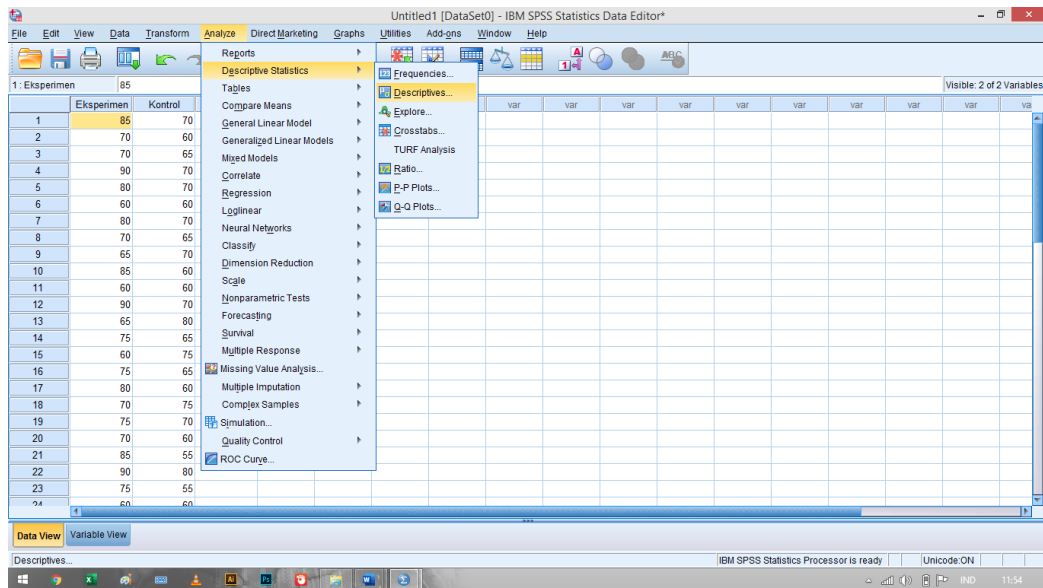 Untitled1 [DataSet0] - IBM SPSS Statistics Data Editor*
File Edit View Data Transform Analyze Direct Marketing Graphs Utilities Add-ons Window Help
1 : Eksperimen 85 Visible: 2 of 2 Variables
Reports
Descriptive Statistics
Tables
Compare Means
General Linear Model
Generalized Linear Models
Mixed Models
Correlate
Regression
Loglinear
Neural Networks
Classify
Dimension Reduction
Scale
Nonparametric Tests
Forecasting
Survival
Multiple Response
Missing Value Analysis...
Multiple Imputation
Complex Samples
Simulation...
Quality Control
ROC Curve...
Frequencies...
Descriptives...
Explore...
Crosstabs...
TURF Analysis
Ratio...
P-P Plots...
Q-Q Plots...
Eksperimen Kontrol var var var var var var var var va
1 85 70
2 70 60
3 70 65
4 90 70
5 80 70
6 60 60
7 80 70
8 70 65
9 65 70
10 85 60
11 60 60
12 90 70
13 65 80
14 75 65
15 60 75
16 75 65
17 80 60
18 70 75
19 75 70
20 70 60
21 85 55
22 90 80
23 75 55
24 60 60
Data View Variable View
Descriptives... IBM SPSS Statistics Processor is ready Unicode:ON
IND 11:54